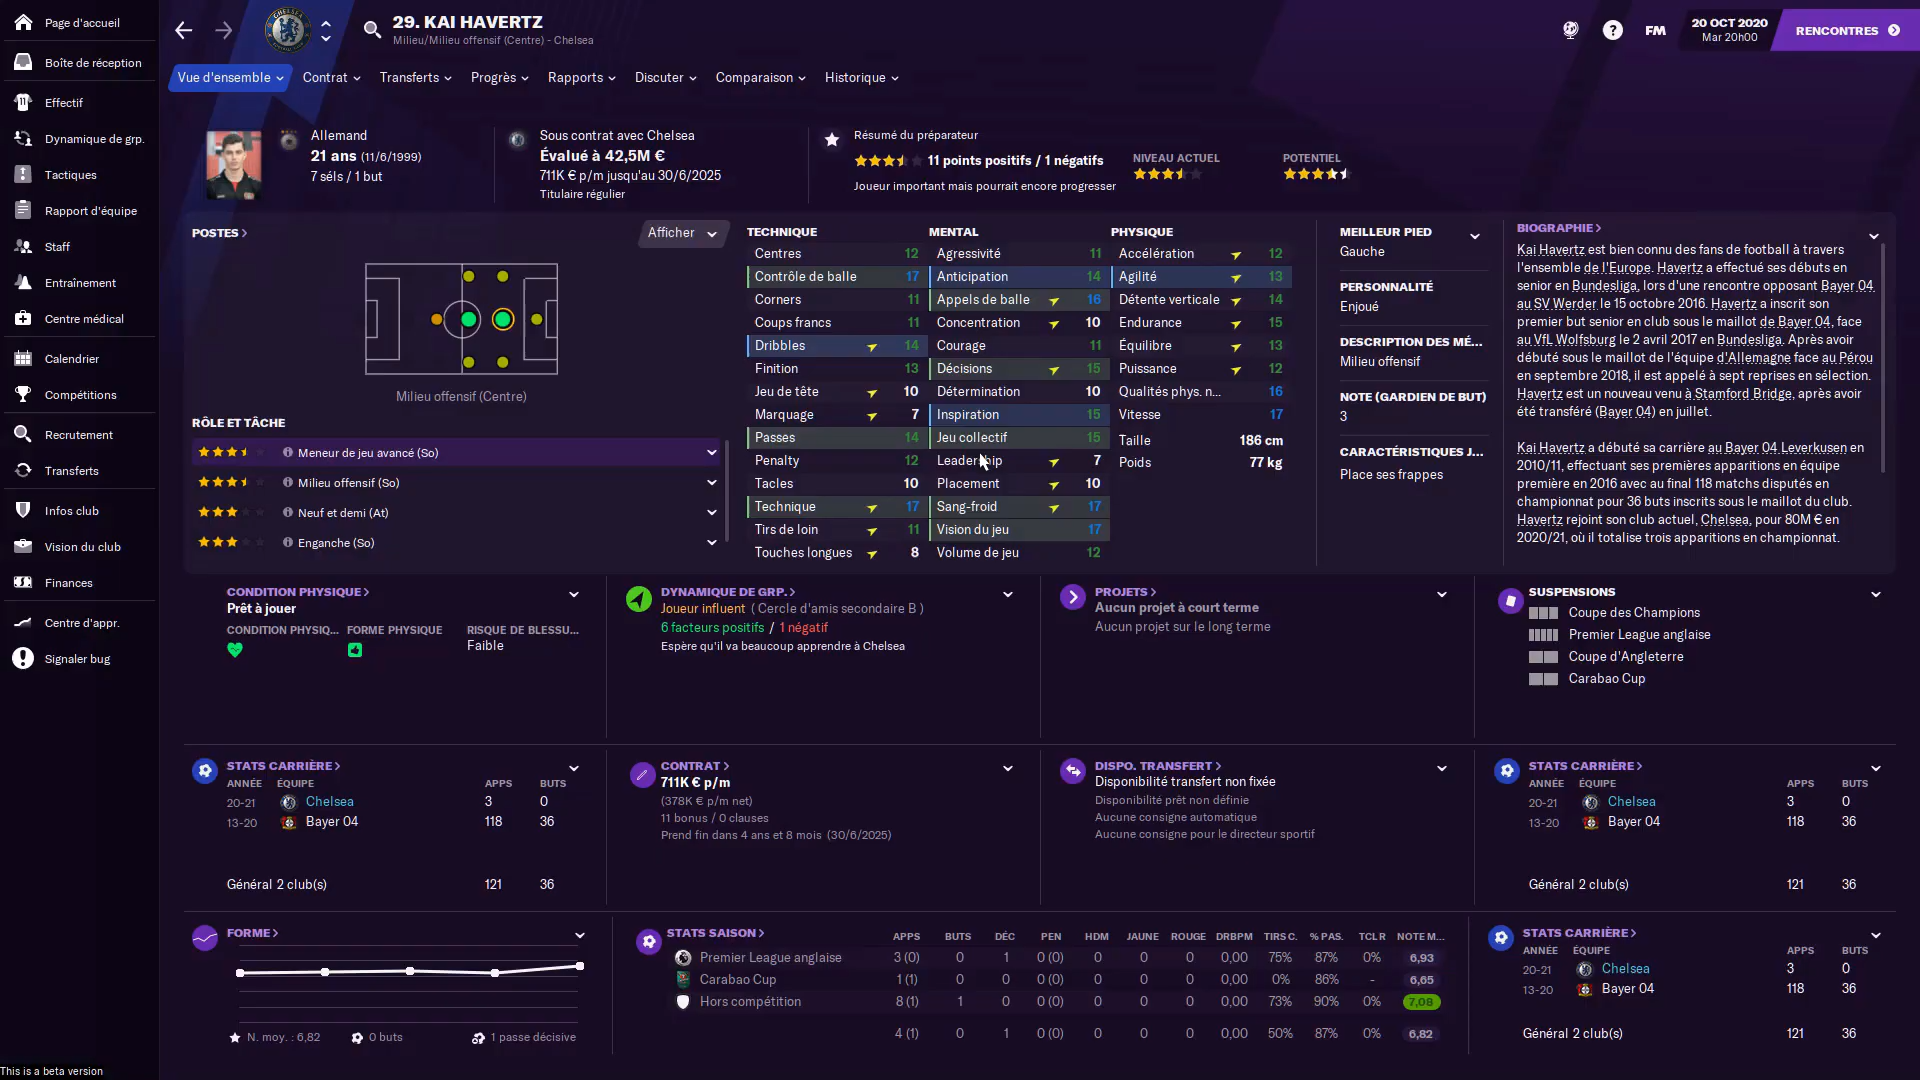 Page d'accueil
Boîte de réception
Effectif
Dynamique de grp.
Tactiques
Rapport d'équipe
Staff
Entraînement
Centre médical
Calendrier
Compétitions
Recrutement
Transferts
Infos club
Vision du club
Finances
Centre d'appr.
Signaler bug
This is a beta version
29. KAI HAVERTZ
Milieu/Milieu offensif (Centre) - Chelsea
FM
20 OCT 2020
Mar 20h00
RENCONTRES
Vue d'ensemble Contrat Transferts Progrès Rapports Discuter Comparaison Historique
Allemand
21 ans (11/6/1999)
7 séls / 1 but
Sous contrat avec Chelsea
Évalué à 42,5M €
711K € p/m jusqu'au 30/6/2025
Titulaire régulier
Résumé du préparateur
11 points positifs / 1 négatifs
Joueur important mais pourrait encore progresser
NIVEAU ACTUEL
POTENTIEL
POSTES
Afficher
Milieu offensif (Centre)
RÔLE ET TÂCHE
Meneur de jeu avancé (So)
Milieu offensif (So)
Neuf et demi (At)
Enganche (So)
TECHNIQUE
Centres 12
Contrôle de balle 17
Corners 11
Coups francs 11
Dribbles 14
Finition 13
Jeu de tête 10
Marquage 7
Passes 14
Penalty 12
Tacles 10
Technique 17
Tirs de loin 11
Touches longues 8
MENTAL
Agressivité 11
Anticipation 14
Appels de balle 16
Concentration 10
Courage 11
Décisions 15
Détermination 10
Inspiration 15
Jeu collectif 15
Leadership 7
Placement 10
Sang-froid 17
Vision du jeu 17
Volume de jeu 12
PHYSIQUE
Accélération 12
Agilité 13
Détente verticale 14
Endurance 15
Équilibre 13
Puissance 12
Qualités phys. n... 16
Vitesse 17
Taille 186 cm
Poids 77 kg
MEILLEUR PIED
Gauche
PERSONNALITÉ
Enjoué
DESCRIPTION DES MÉ...
Milieu offensif
NOTE (GARDIEN DE BUT)
3
CARACTÉRISTIQUES J...
Place ses frappes
BIOGRAPHIE
Kai Havertz est bien connu des fans de football à travers
l'ensemble de l'Europe. Havertz a effectué ses débuts en
senior en Bundesliga, lors d'une rencontre opposant Bayer 04
au SV Werder le 15 octobre 2016. Havertz a inscrit son
premier but senior en club sous le maillot de Bayer 04, face
au VfL Wolfsburg le 2 avril 2017 en Bundesliga. Après avoir
débuté sous le maillot de l'équipe d'Allemagne face au Pérou
en septembre 2018, il est appelé à sept reprises en sélection.
Havertz est un nouveau venu à Stamford Bridge, après avoir
été transféré (Bayer 04) en juillet.
Kai Havertz a débuté sa carrière au Bayer 04 Leverkusen en
2010/11, effectuant ses premières apparitions en équipe
première en 2016 avec au final 118 matchs disputés en
championnat pour 36 buts inscrits sous le maillot du club.
Havertz rejoint son club actuel, Chelsea, pour 80M € en
2020/21, où il totalise trois apparitions en championnat.
CONDITION PHYSIQUE
Prêt à jouer
CONDITION PHYSIQ... FORME PHYSIQUE RISQUE DE BLESSU...
Faible
DYNAMIQUE DE GRP.
Joueur influent ( Cercle d'amis secondaire B )
6 facteurs positifs / 1 négatif
Espère qu'il va beaucoup apprendre à Chelsea
PROJETS
Aucun projet à court terme
Aucun projet sur le long terme
SUSPENSIONS
Coupe des Champions
Premier League anglaise
Coupe d'Angleterre
Carabao Cup
STATS CARRIÈRE
ANNÉE ÉQUIPE APPS BUTS
20-21 Chelsea 3 0
13-20 Bayer 04 118 36
Général 2 club(s) 121 36
CONTRAT
711K € p/m
(378K € p/m net)
11 bonus / 0 clauses
Prend fin dans 4 ans et 8 mois (30/6/2025)
DISPO. TRANSFERT
Disponibilité transfert non fixée
Disponibilité prêt non définie
Aucune consigne automatique
Aucune consigne pour le directeur sportif
STATS CARRIÈRE
ANNÉE ÉQUIPE APPS BUTS
20-21 Chelsea 3 0
13-20 Bayer 04 118 36
Général 2 club(s) 121 36
FORME
N. moy. : 6,82 0 buts 1 passe décisive
STATS SAISON APPS BUTS DÉC PEN HDM JAUNE ROUGE DRBPM TIRS C. % PAS. TCL R NOTE M...
Premier League anglaise 3 (0) 0 1 0 (0) 0 0 0 0,00 75% 87% 0% 6,93
Carabao Cup 1 (1) 0 0 0 (0) 0 0 0 0,00 0% 86% - 6,65
Hors compétition 8 (1) 1 0 0 (0) 0 0 0 0,00 73% 90% 0% 7,08
4 (1) 0 1 0 (0) 0 0 0 0,00 50% 87% 0% 6,82
STATS CARRIÈRE
ANNÉE ÉQUIPE APPS BUTS
20-21 Chelsea 3 0
13-20 Bayer 04 118 36
Général 2 club(s) 121 36